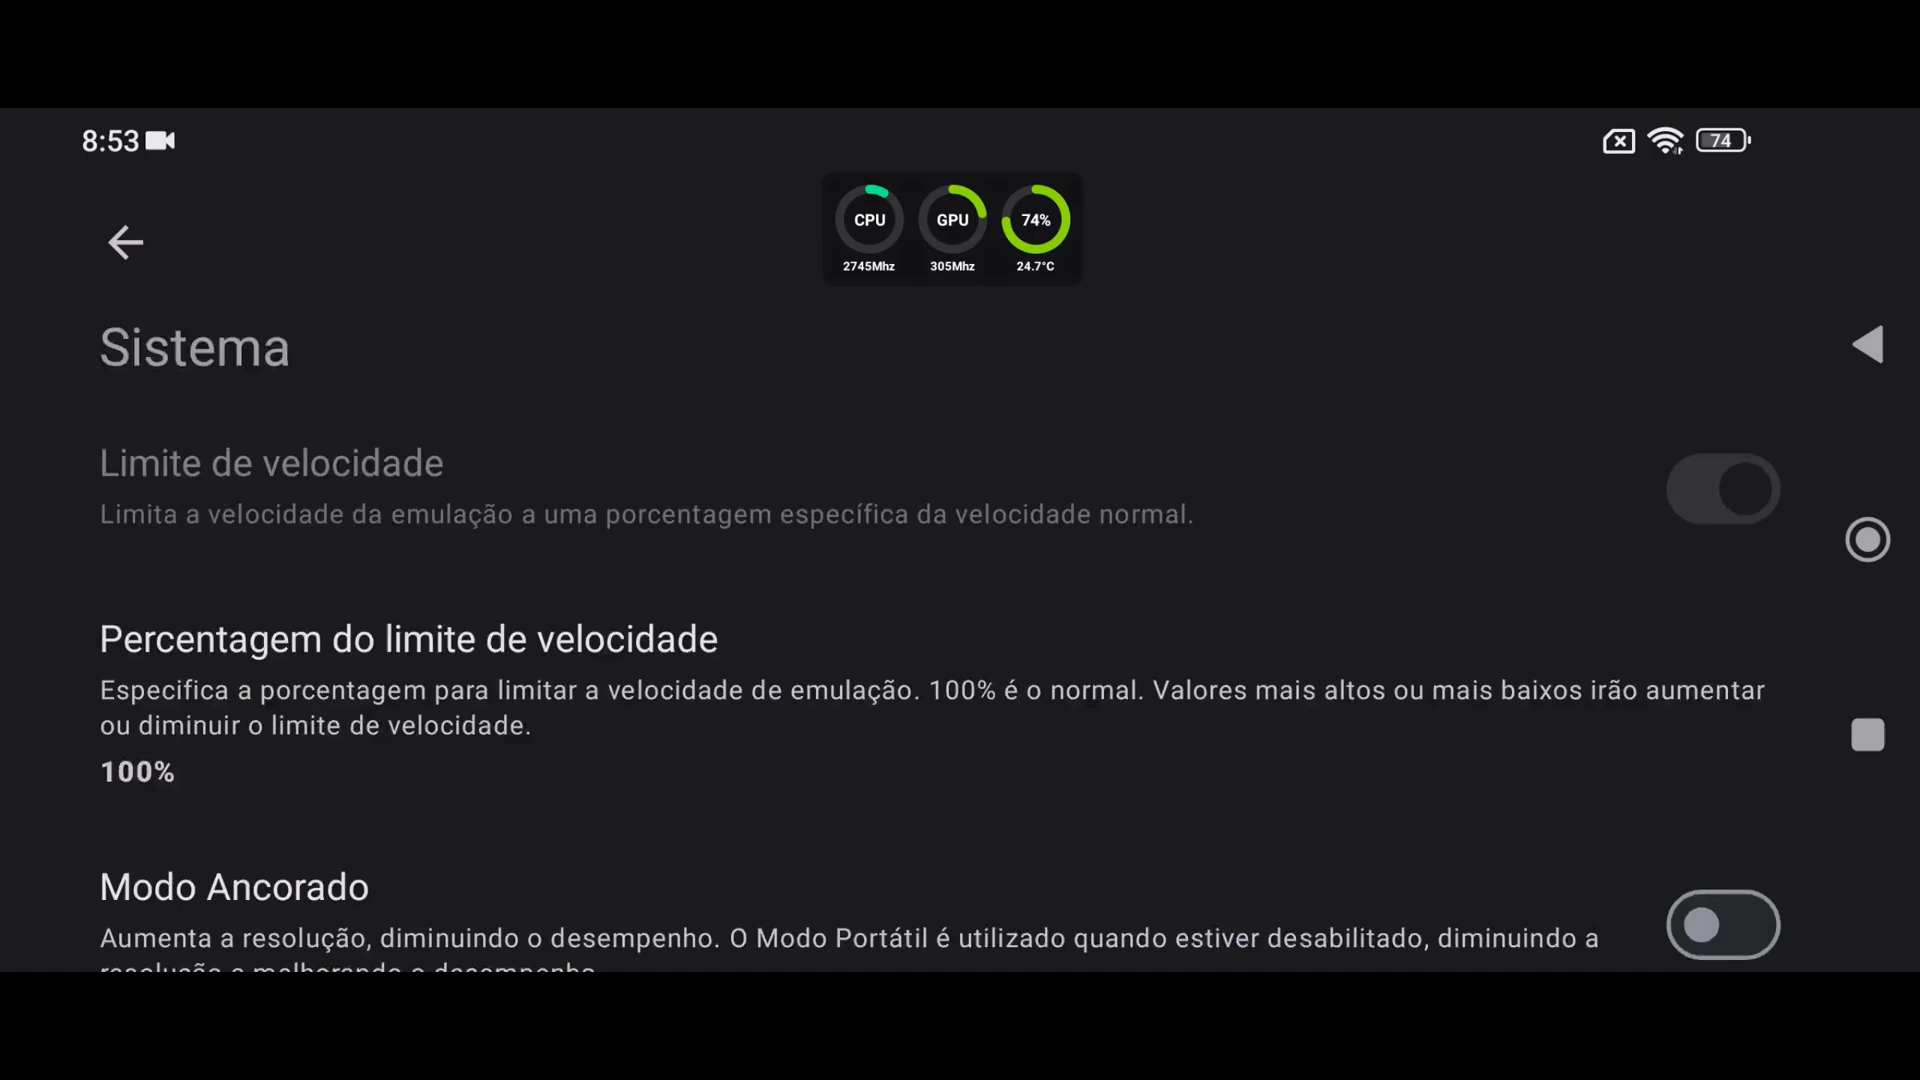 8:53
74
CPU GPU 74%
2745Mhz 305Mhz 24.7°C
Sistema
Limite de velocidade
Limita a velocidade da emulação a uma porcentagem específica da velocidade normal.
Percentagem do limite de velocidade
Especifica a porcentagem para limitar a velocidade de emulação. 100% é o normal. Valores mais altos ou mais baixos irão aumentar
ou diminuir o limite de velocidade.
100%
Modo Ancorado
Aumenta a resolução, diminuindo o desempenho. O Modo Portátil é utilizado quando estiver desabilitado, diminuindo a
resolução e melhorando o desempenho.